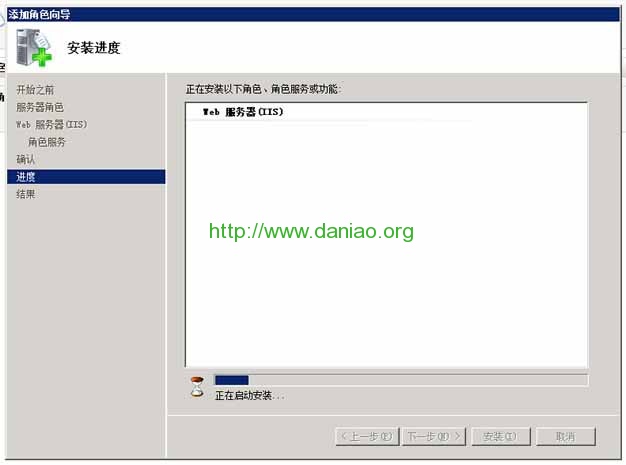 添加角色向导
安装进度
开始之前
服务器角色
Web 服务器(IIS)
角色服务
确认
进度
结果
正在安装以下角色、角色服务或功能:
Web 服务器(IIS)
http://www.daniao.org
正在启动安装...
< 上一步(P)
下一步(N) >
安装(I)
取消